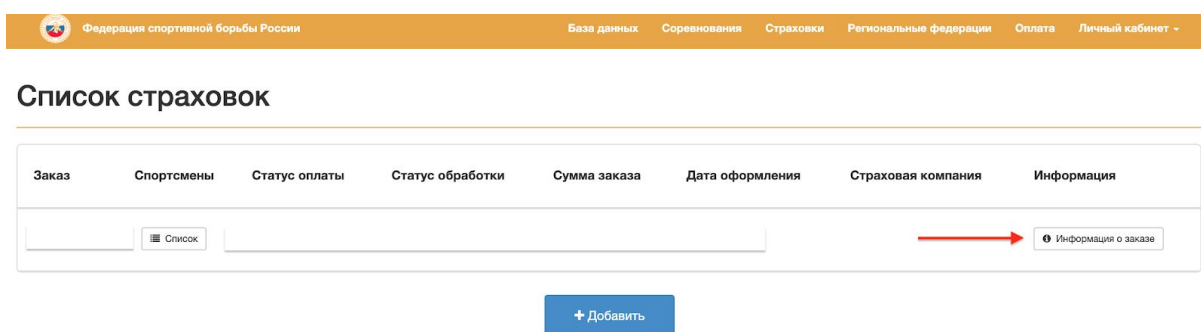 Федерация спортивной борьбы России База данных Соревнования Страховки Региональные федерации Оплата Личный кабинет
Список страховок
Заказ Спортсмены Статус оплаты Статус обработки Сумма заказа Дата оформления Страховая компания Информация
Список Информация о заказе
+ Добавить